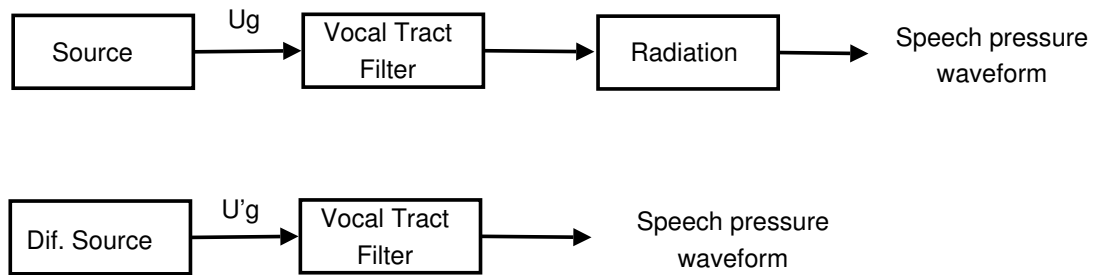 Ug
Source
Vocal Tract
Filter
Radiation
Speech pressure
waveform
U'g
Dif. Source
Vocal Tract
Filter
Speech pressure
waveform